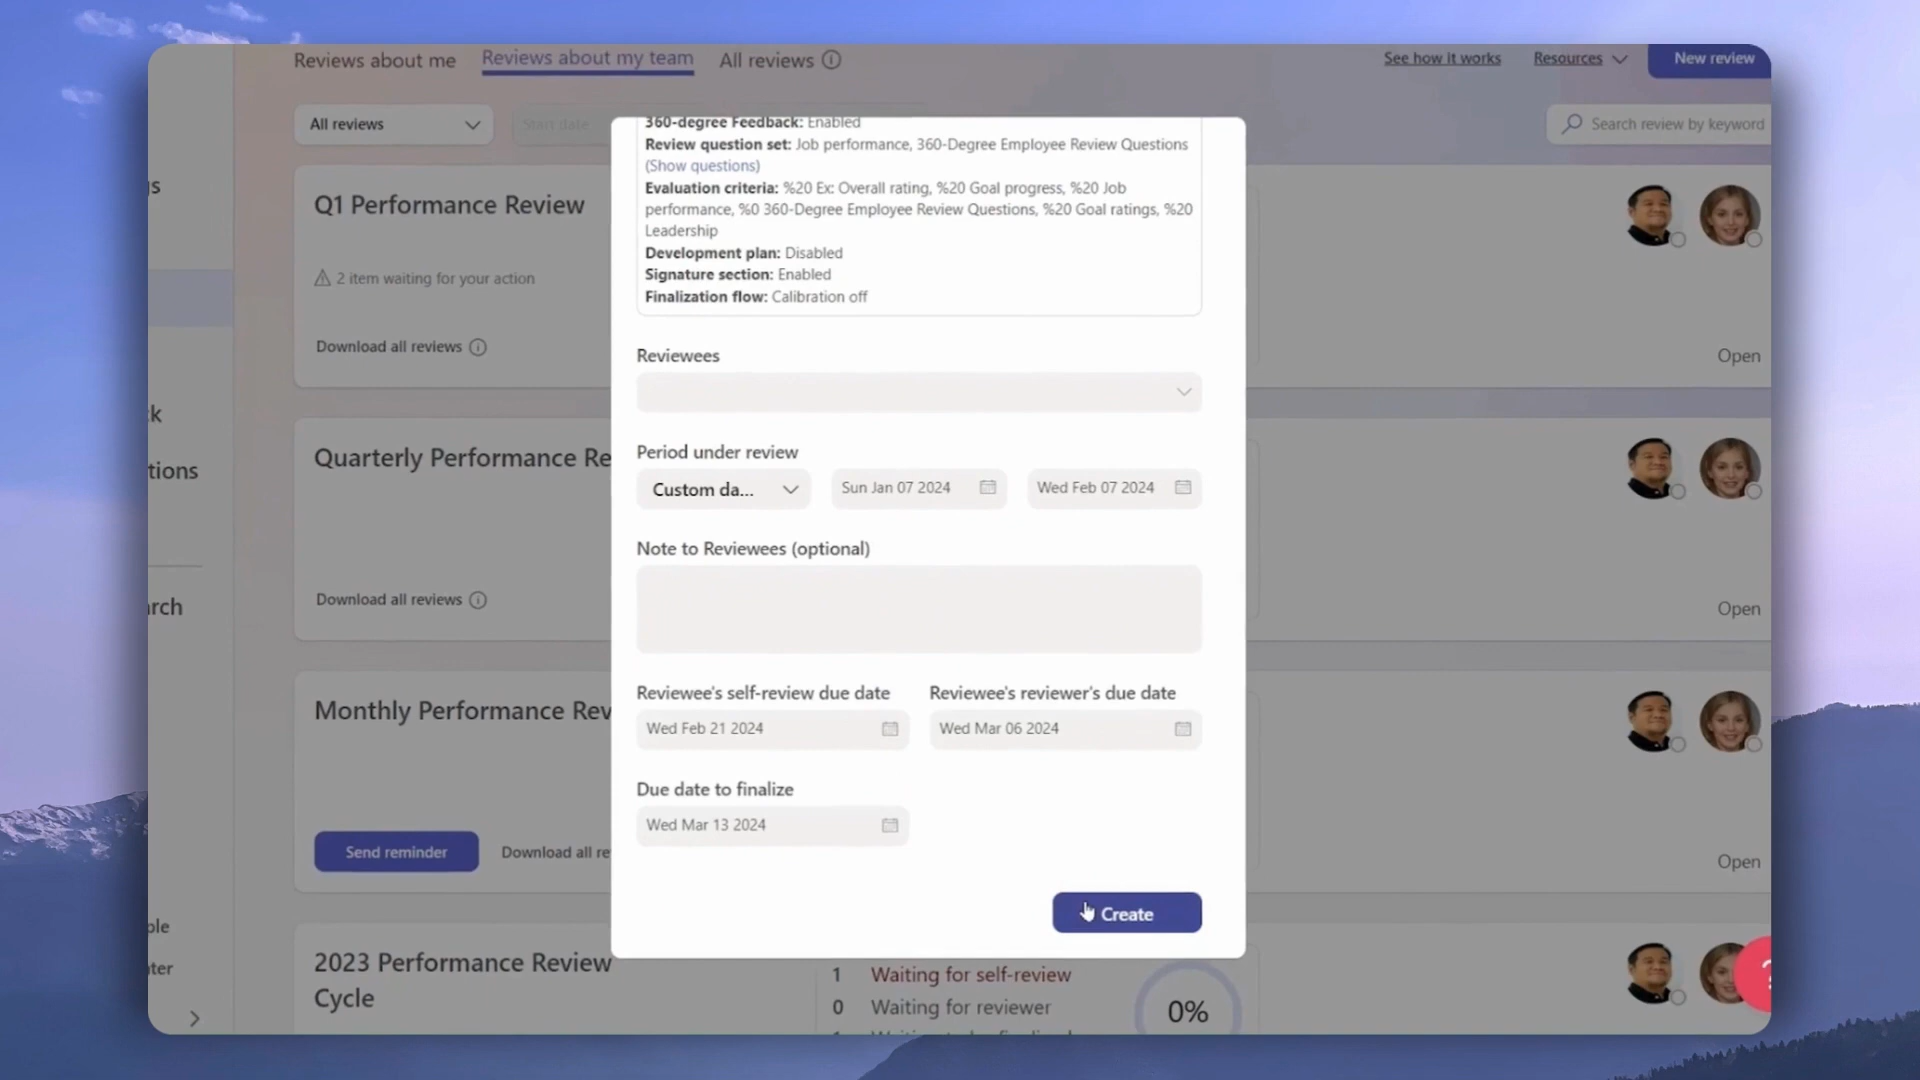 Reviews about me
Reviews about my team
All reviews
See how it works
Resources
New review
All reviews
Start date
Search review by keyword
Q1 Performance Review
2 item waiting for your action
Download all reviews
Open
Quarterly Performance Re
Download all reviews
Open
Monthly Performance Rev
Send reminder
Download all re
Open
2023 Performance Review
Cycle
1 Waiting for self-review
0 Waiting for reviewer
0%
gs
ck
tions
arch
ple
ter
360-degree Feedback: Enabled
Review question set: Job performance, 360-Degree Employee Review Questions
(Show questions)
Evaluation criteria: %20 Ex: Overall rating, %20 Goal progress, %20 Job
performance, %0 360-Degree Employee Review Questions, %20 Goal ratings, %20
Leadership
Development plan: Disabled
Signature section: Enabled
Finalization flow: Calibration off
Reviewees
Period under review
Custom da...
Sun Jan 07 2024
Wed Feb 07 2024
Note to Reviewees (optional)
Reviewee's self-review due date
Reviewee's reviewer's due date
Wed Feb 21 2024
Wed Mar 06 2024
Due date to finalize
Wed Mar 13 2024
Create